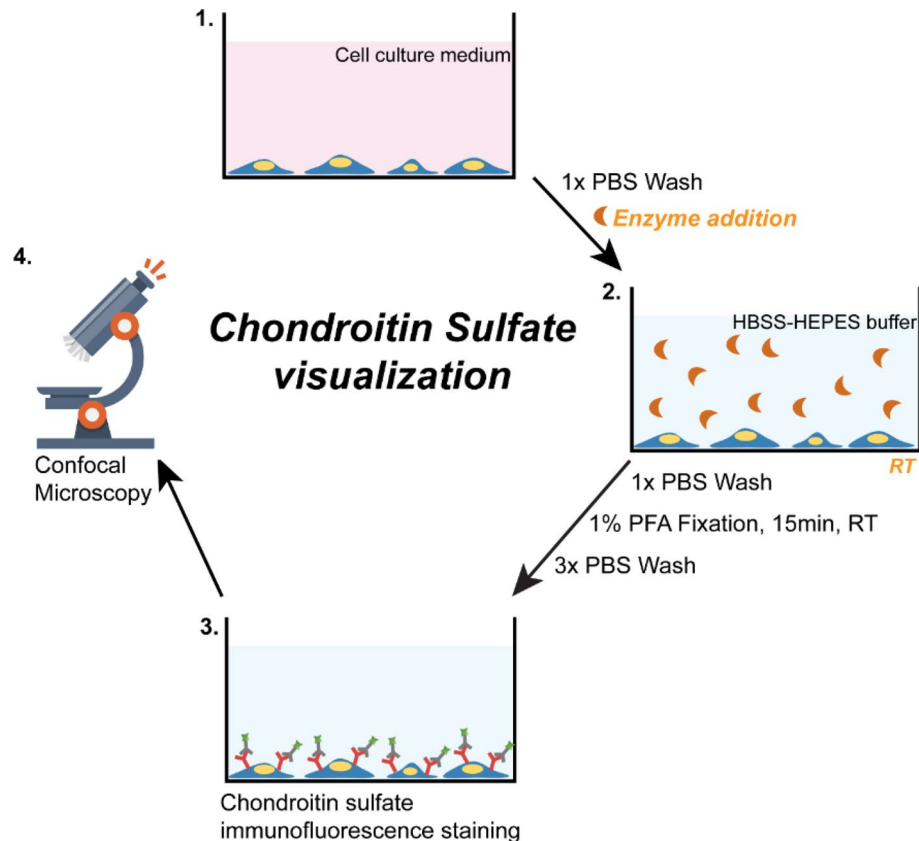 1.
Cell culture medium
1x PBS Wash
Enzyme addition
4.
2.
Chondroitin Sulfate
visualization
HBSS-HEPES buffer
RT
Confocal
Microscopy
1x PBS Wash
1% PFA Fixation, 15min, RT
3x PBS Wash
3.
Chondroitin sulfate
immunofluorescence staining